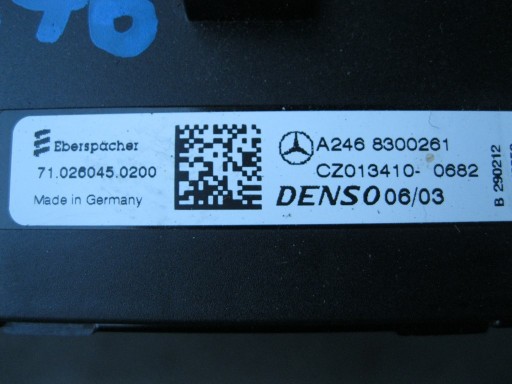 Eberspächer
71.026045.0200
Made in Germany
A246 8300261
CZ013410- 0682
DENSO 06/03
B 290212